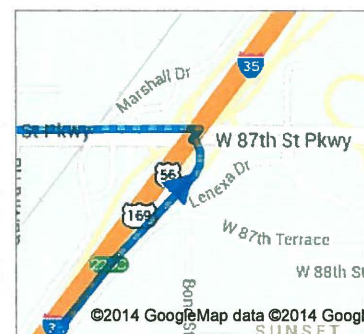 35
Marshall Dr
St Pkwy
W 87th St Pkwy
56
Lenexa Dr
169
W 87th Terrace
W 88th S
©2014 GoogleMap data ©2014 Googl
SUNSET